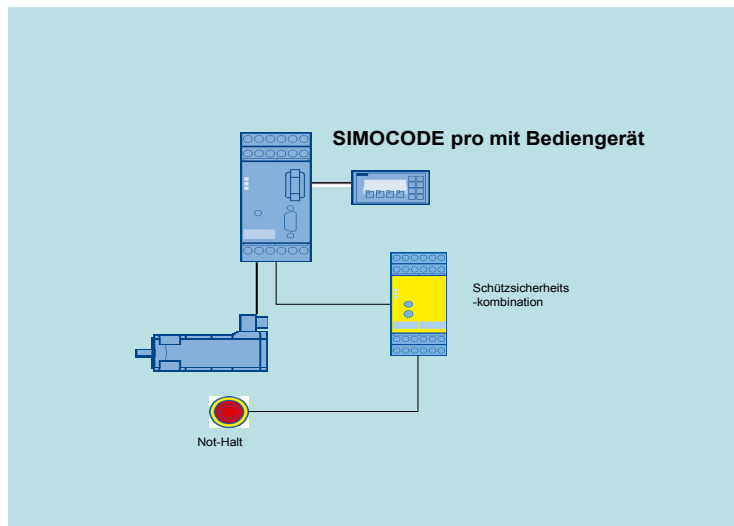 SIMOCODE pro mit Bediengerät
Schützsicherheits
-kombination
Not-Halt